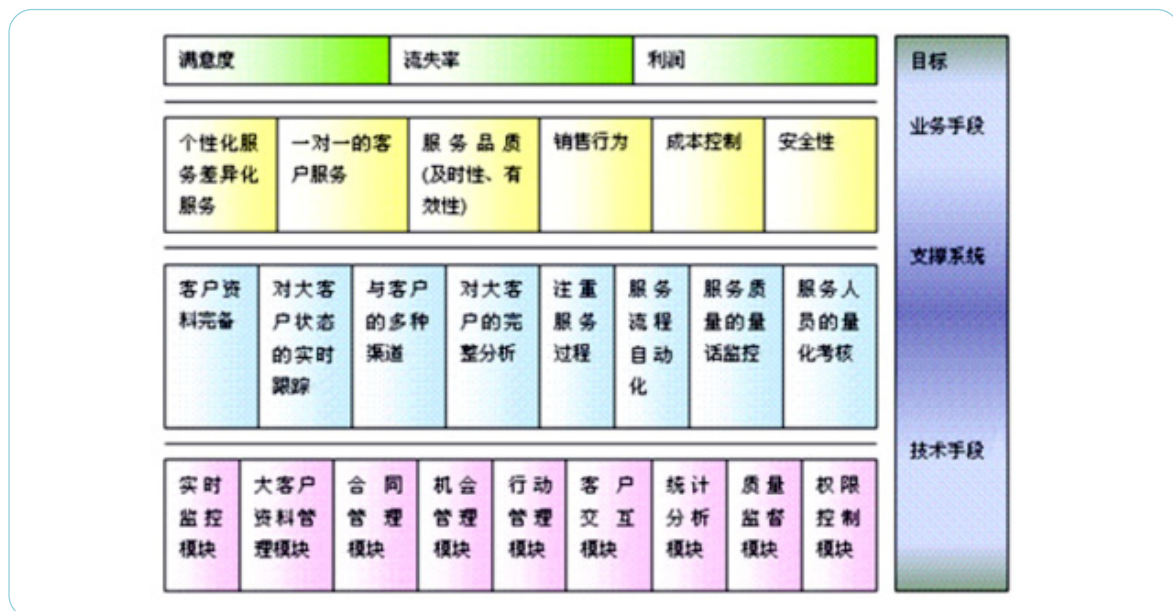 满意度
流失率
利润
目标
业务手段
个性化服
务差异化
服务
一对一的客
户服务
服务品质
(及时性、有
效性)
销售行为
成本控制
安全性
支撑系统
客户资
料完备
对大客
户状态
的实时
跟踪
与客户
的多种
渠道
对大客
户的完
整分析
注重
服务
过程
服务
流程
自动
化
服务质
量的量
话监控
服务人
员的量
化考核
技术手段
实时
监控
模块
大客户
资料管
理模块
合同
管理
模块
机会
管理
模块
行动
管理
模块
客户
交互
模块
统计
分析
模块
质量
监督
模块
权限
控制
模块